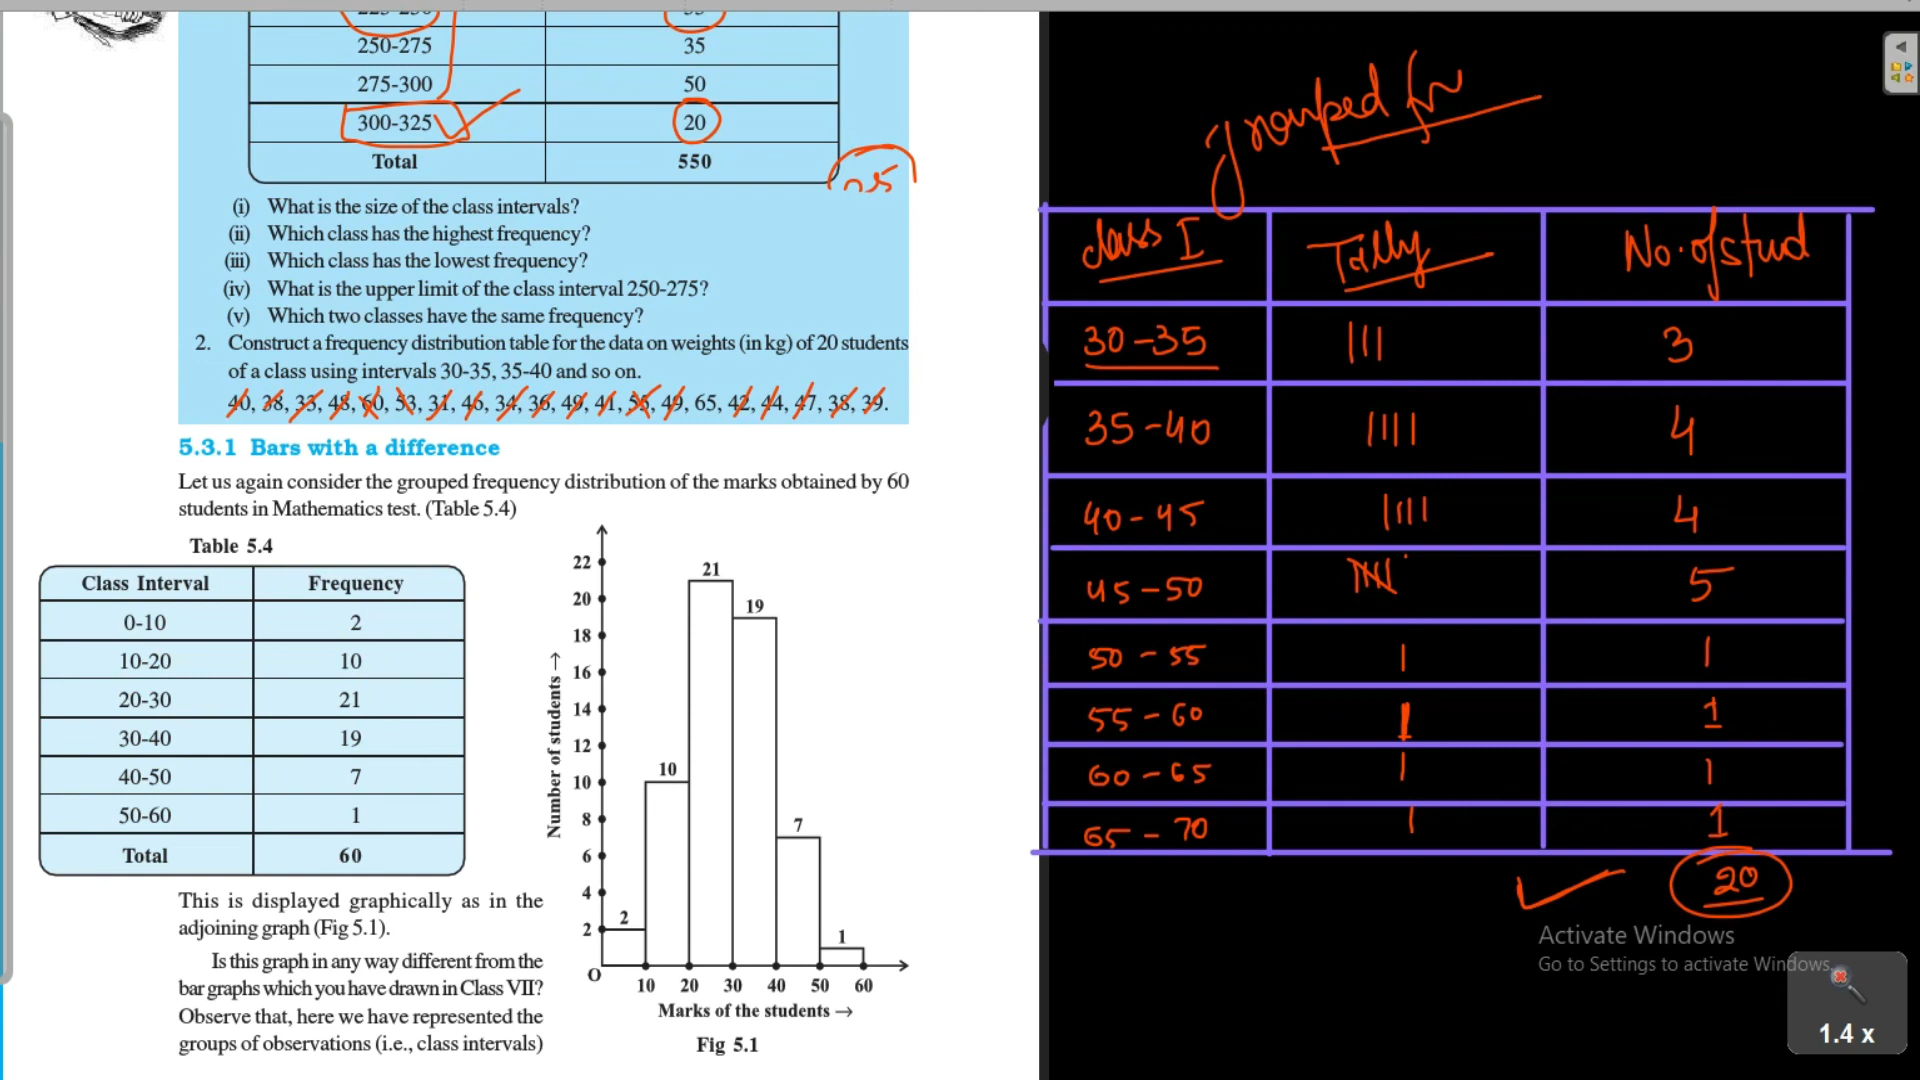 250-275 35
275-300 50
300-325 20
Total 550
(i) What is the size of the class intervals?
(ii) Which class has the highest frequency?
(iii) Which class has the lowest frequency?
(iv) What is the upper limit of the class interval 250-275?
(v) Which two classes have the same frequency?
2. Construct a frequency distribution table for the data on weights (in kg) of 20 students
of a class using intervals 30-35, 35-40 and so on.
40, 38, 33, 48, 60, 53, 31, 46, 34, 36, 49, 41, 55, 49, 65, 42, 44, 47, 38, 39.
5.3.1 Bars with a difference
Let us again consider the grouped frequency distribution of the marks obtained by 60
students in Mathematics test. (Table 5.4)
Table 5.4
Class Interval Frequency
0-10 2
10-20 10
20-30 21
30-40 19
40-50 7
50-60 1
Total 60
This is displayed graphically as in the
adjoining graph (Fig 5.1).
Is this graph in any way different from the
bar graphs which you have drawn in Class VII?
Observe that, here we have represented the
groups of observations (i.e., class intervals)
Number of students →
22
20
18
16
14
12
10
8
6
4
2
O
2
10
21
19
7
1
10 20 30 40 50 60
Marks of the students →
Fig 5.1
grouped
class I Tally No. of stud
30-35 ||| 3
35-40 |||| 4
40-45 |||| 4
45-50 5
50-55 | 1
55-60 | 1
60-65 | 1
65-70 | 1
20
Activate Windows
Go to Settings to activate Windows.
1.4 x